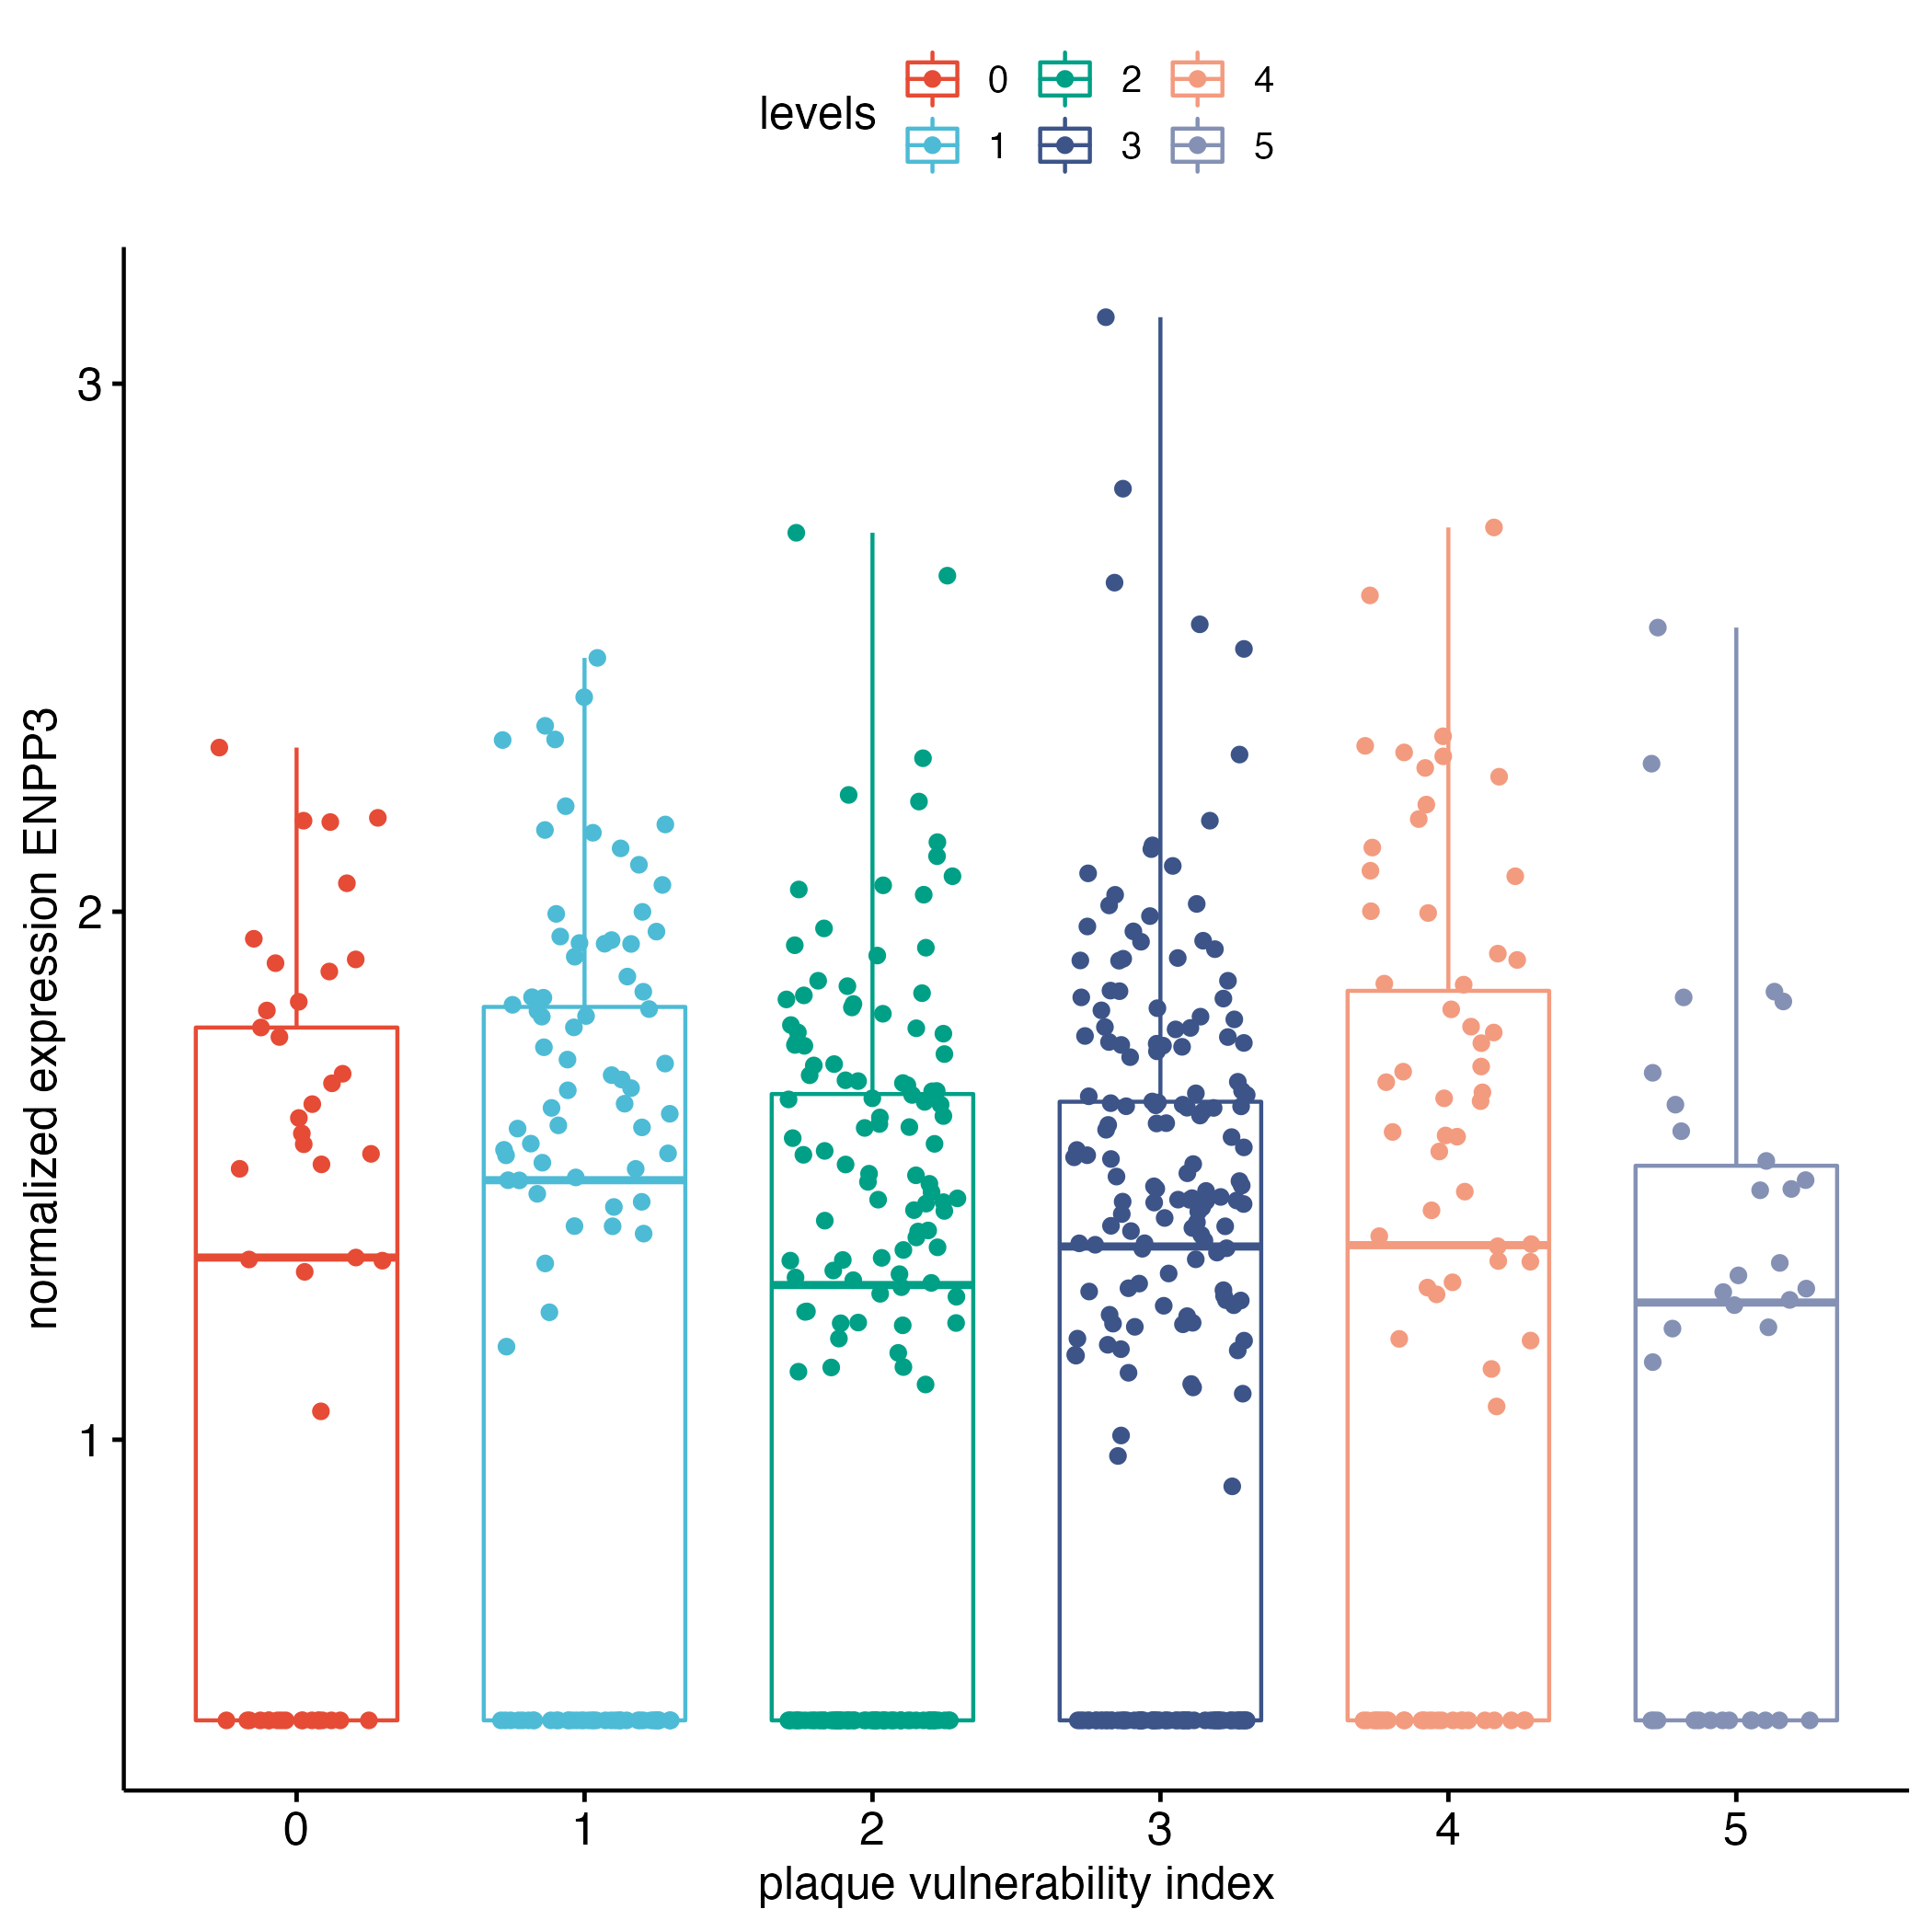 levels
0 2 4
1 3 5
normalized expression ENPP3
3
2
1
0 1 2 3 4 5
plaque vulnerability index